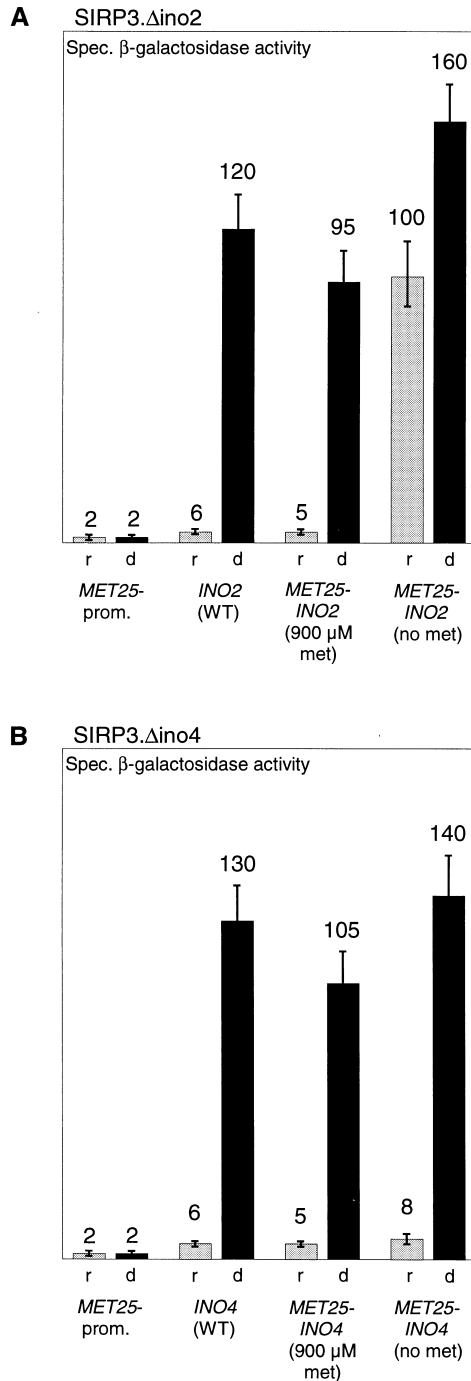 A SIRP3.Δino2
Spec. β-galactosidase activity
160
120
95
100
2 2 6 5
r d r d r d r d
MET25- INO2 MET25- MET25-
prom. (WT) INO2 INO2
(900 μM (no met)
met)
B SIRP3.Δino4
Spec. β-galactosidase activity
140
130
105
2 2 6 5 8
r d r d r d r d
MET25- INO4 MET25- MET25-
prom. (WT) INO4 INO4
(900 μM (no met)
met)